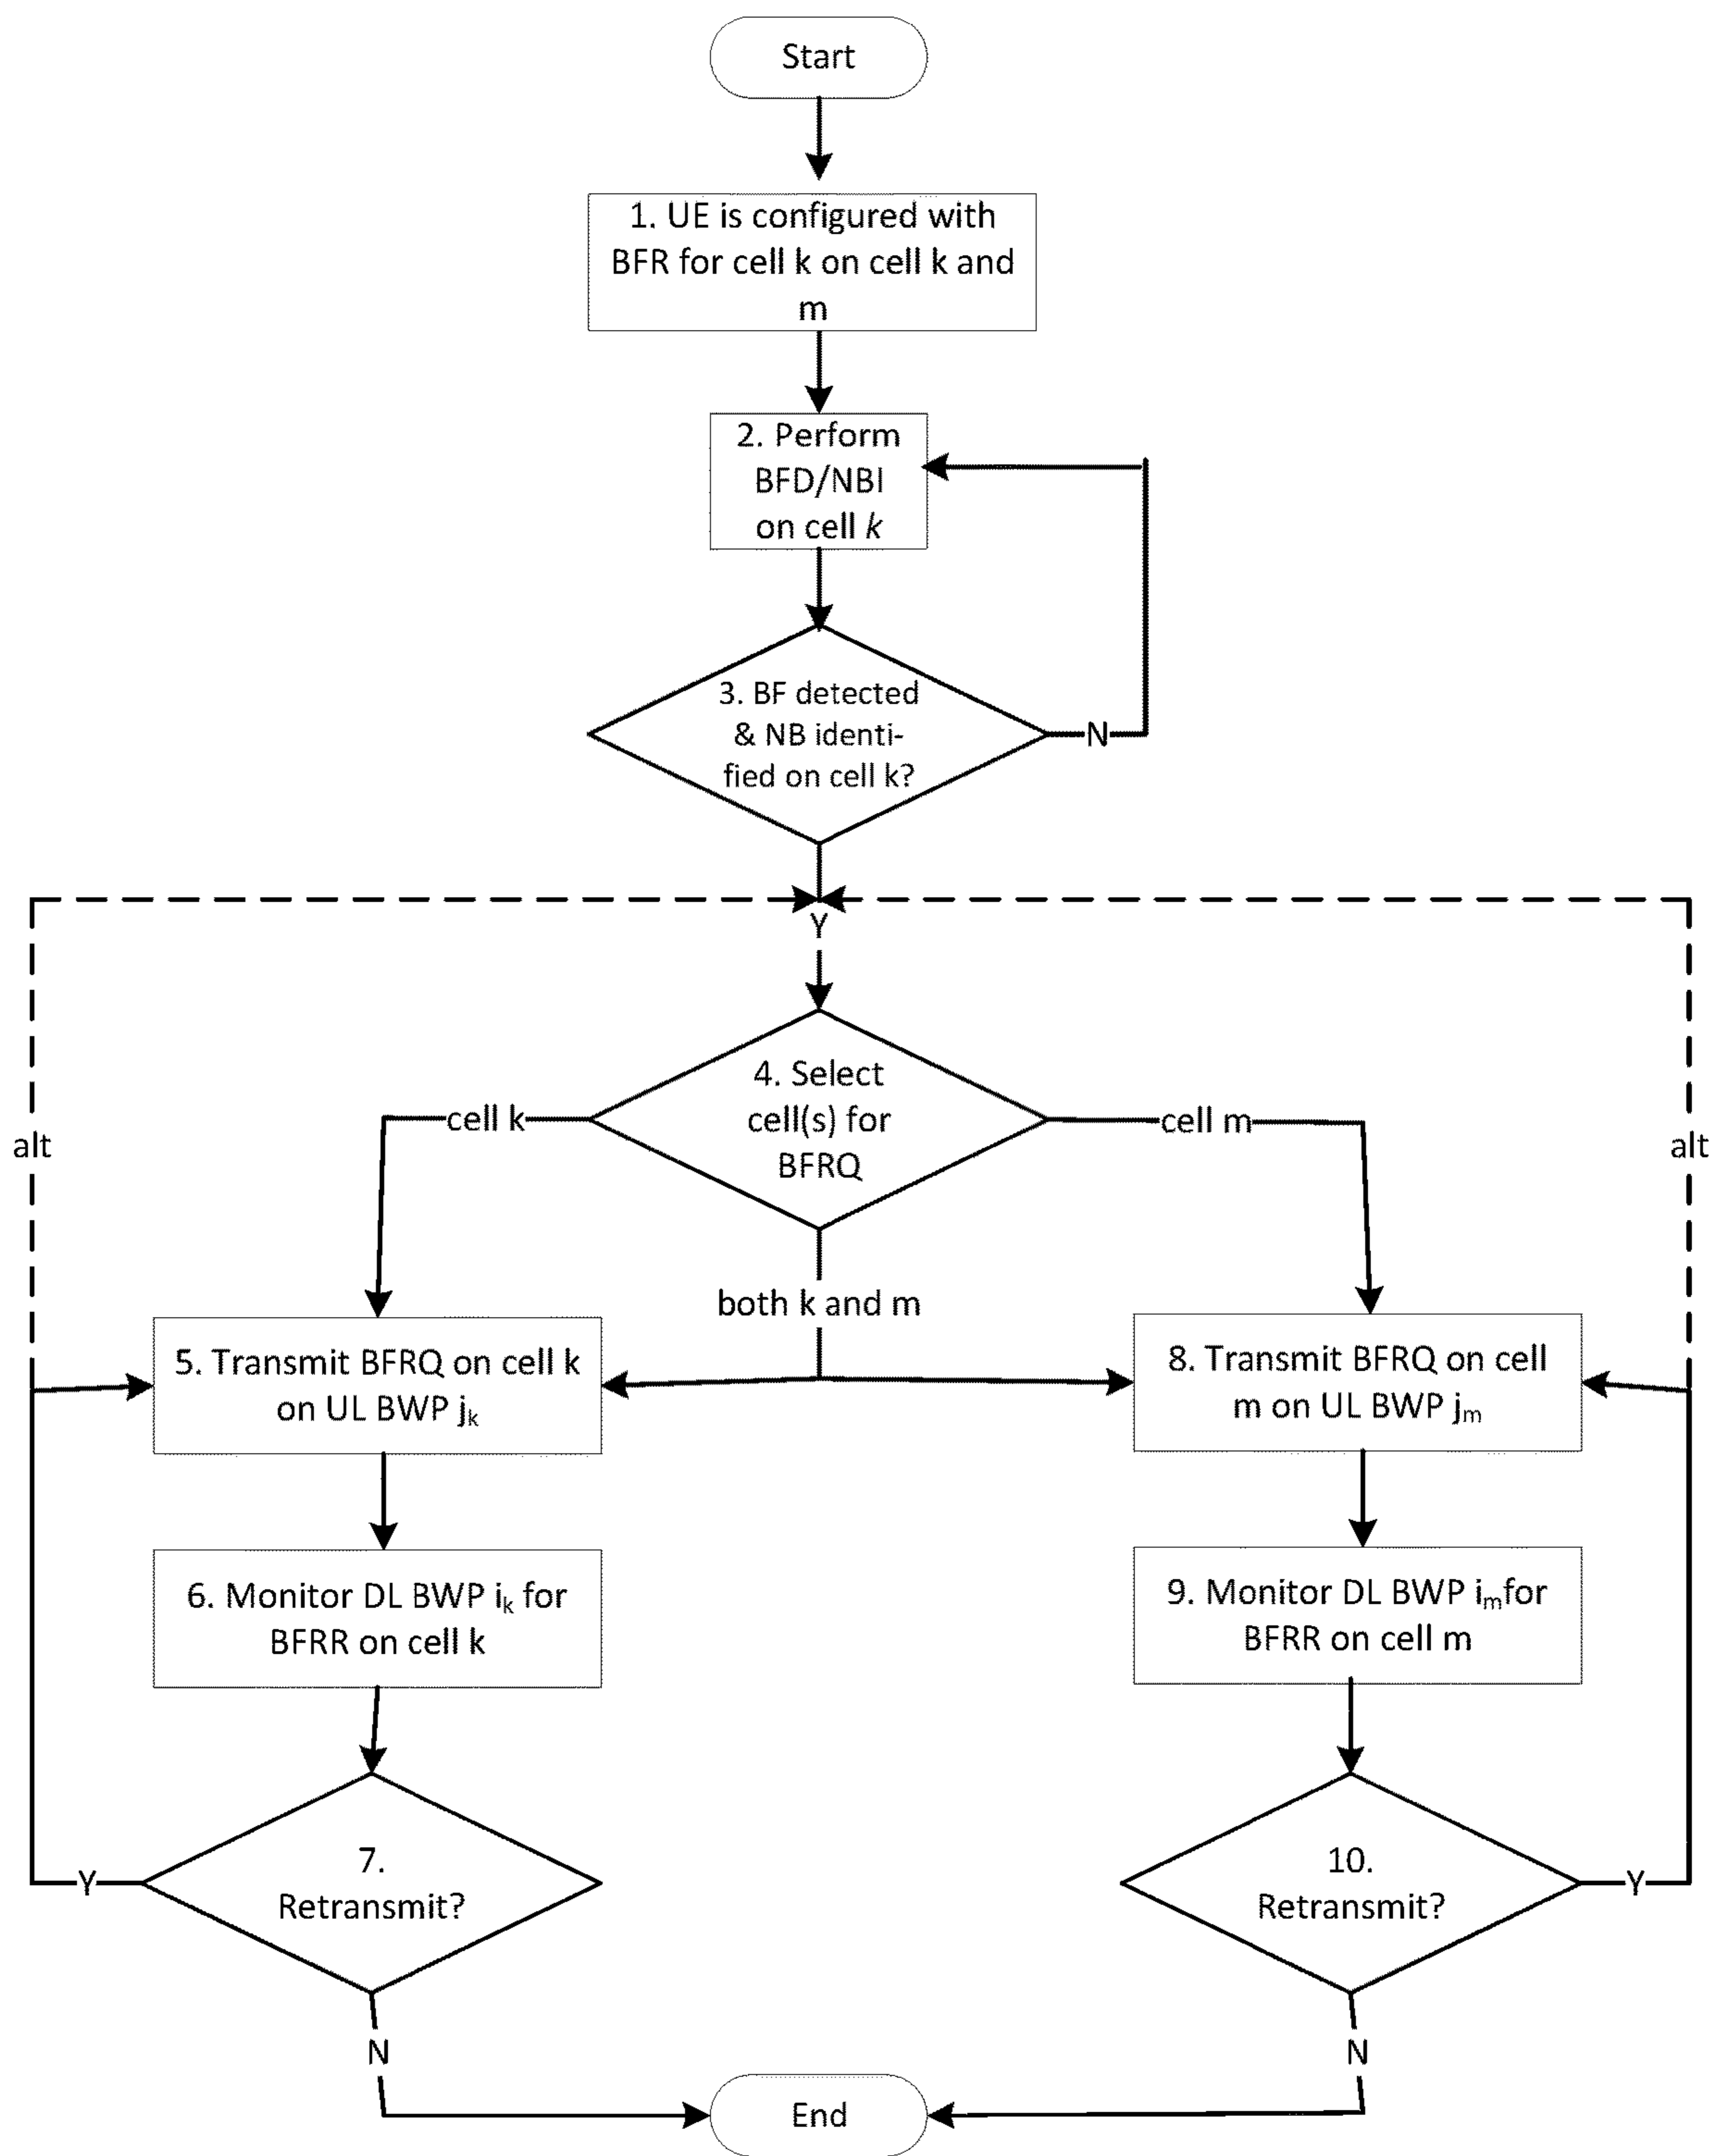 Start
1. UE is configured with
BFR for cell k on cell k and
m
2. Perform
BFD/NBI
on cell k
3. BF detected
& NB identi-
fied on cell k?
N
Y
4. Select
cell(s) for
BFRQ
cell k
cell m
alt
alt
both k and m
5. Transmit BFRQ on cell k
on UL BWP jk
8. Transmit BFRQ on cell
m on UL BWP jm
6. Monitor DL BWP ik for
BFRR on cell k
9. Monitor DL BWP imfor
BFRR on cell m
7.
Retransmit?
Y
10.
Retransmit?
Y
N
N
End